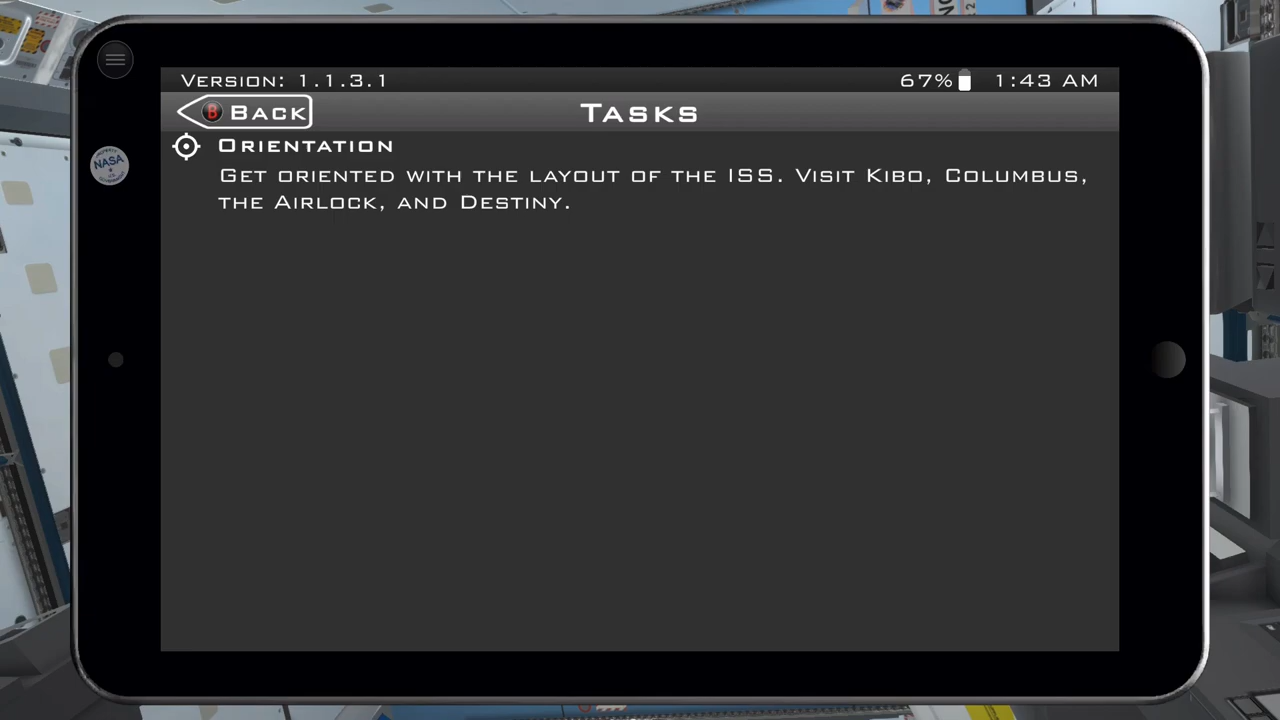 Version: 1.1.3.1
67% 1:43 AM
B Back
Tasks
NASA
Orientation
Get oriented with the layout of the ISS. Visit Kibo, Columbus,
the Airlock, and Destiny.